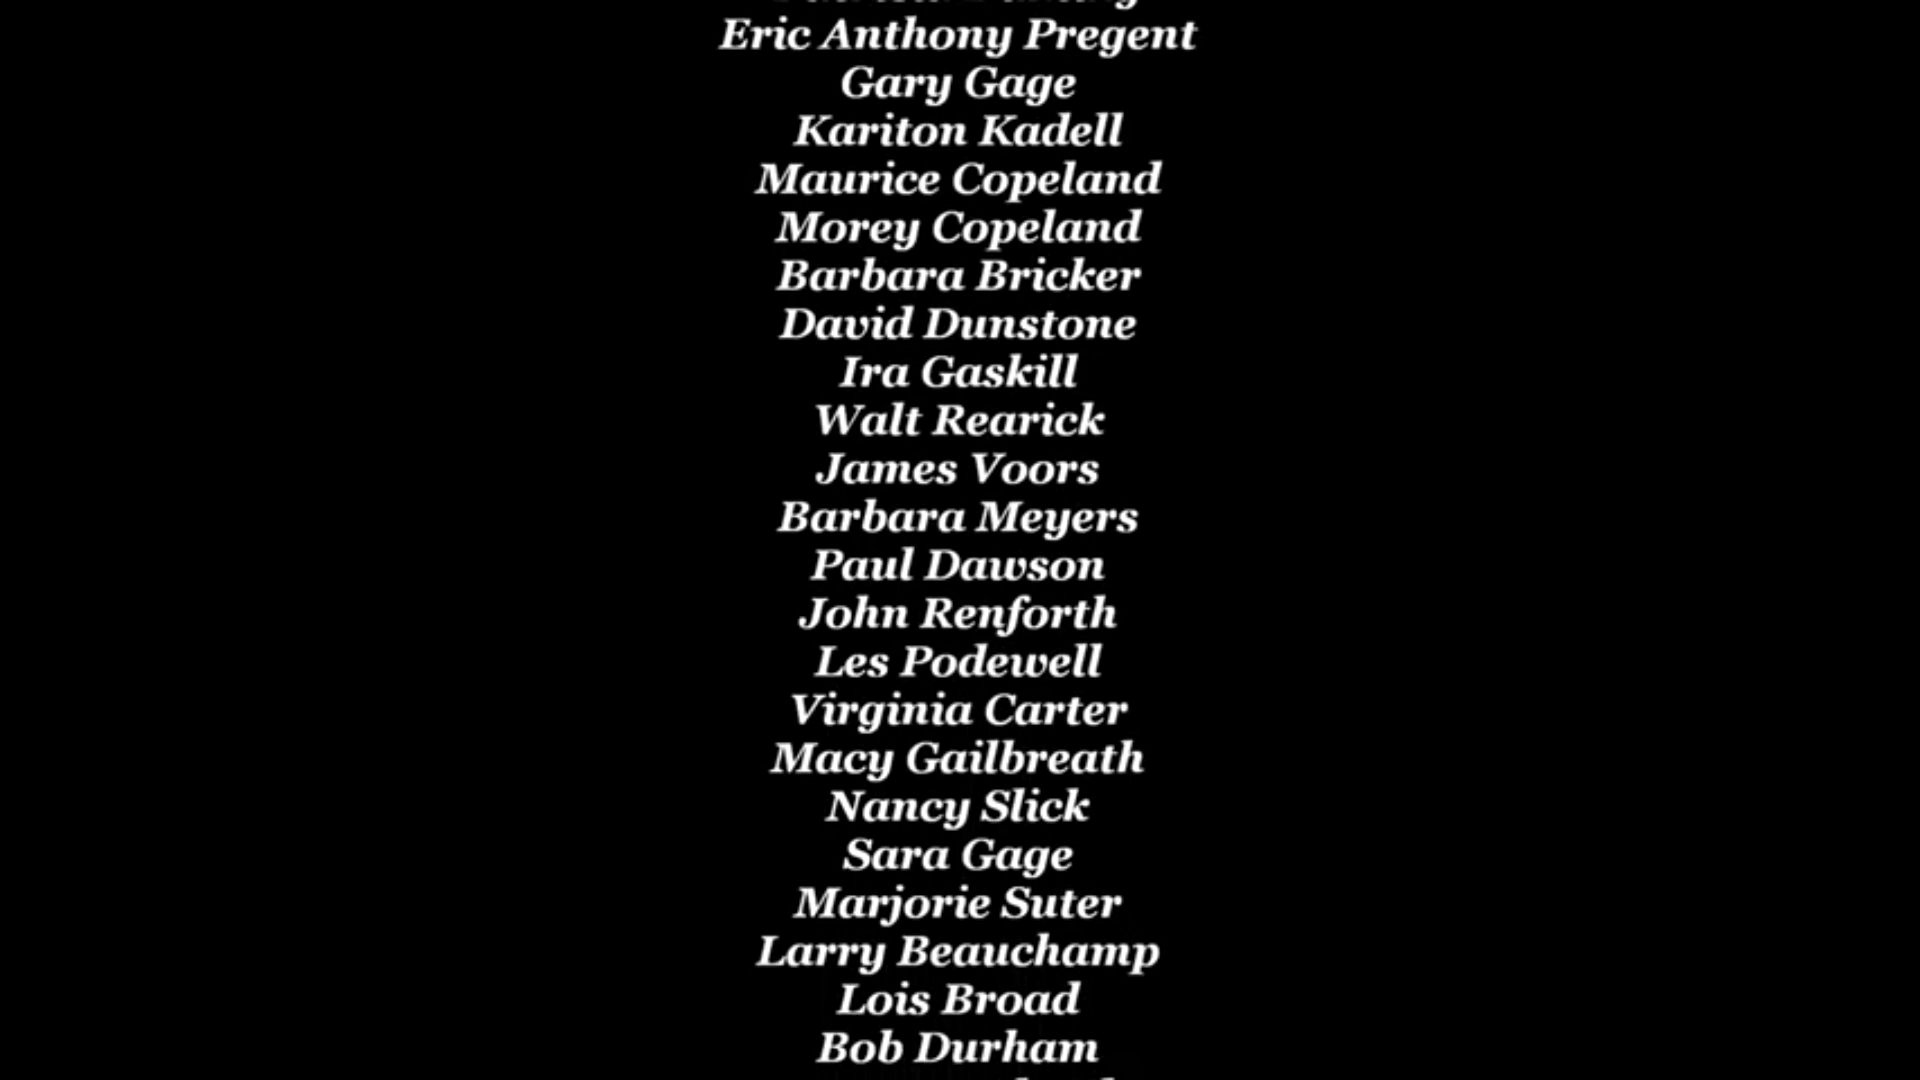 Eric Anthony Pregent
Gary Gage
Kariton Kadell
Maurice Copeland
Morey Copeland
Barbara Bricker
David Dunstone
Ira Gaskill
Walt Rearick
James Voors
Barbara Meyers
Paul Dawson
John Renforth
Les Podewell
Virginia Carter
Macy Gailbreath
Nancy Slick
Sara Gage
Marjorie Suter
Larry Beauchamp
Lois Broad
Bob Durham